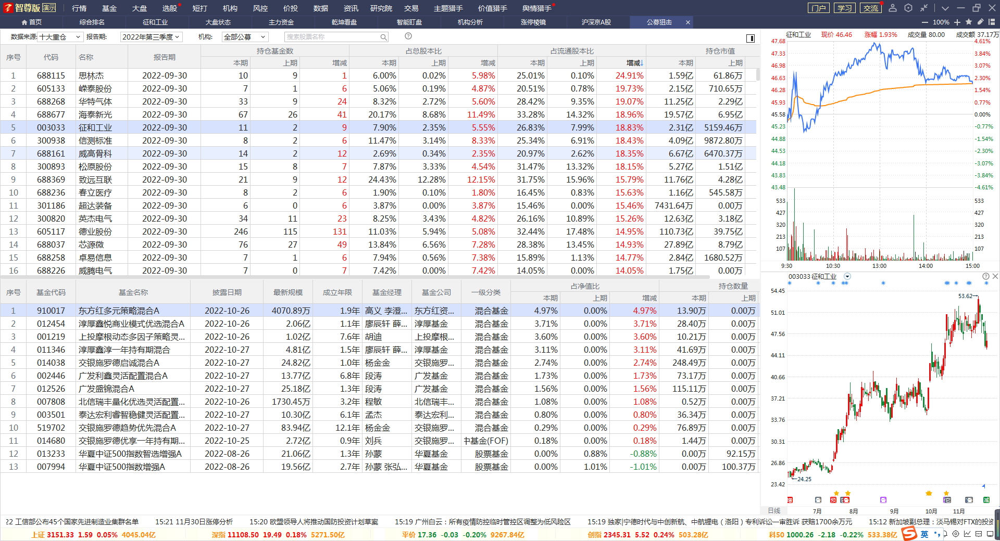 智尊版 演示 行情 基金 大盘 选股 短打 机构 风控 价投 数据 资讯 研究院 交易 主题猎手 价值猎手 舆情猎手 门户 学习 交流
首页 综合排名 征和工业 大盘状态 主力资金 乾坤看盘 智能盯盘 机构分析 涨停棱镜 沪深京A股 公募狙击 × 100%
数据来源: 十大重仓 报告期: 2022年第三季度 机构: 全部公募 搜索股票名称
序号 代码 名称 报告期 持仓基金数 占总股本比 占流通股本比 持仓市值
本期 上期 增减 本期 上期 增减 本期 上期 增减↓ 本期 上期
1 688115 思林杰 2022-09-30 10 9 1 6.00% 0.02% 5.98% 25.01% 0.10% 24.91% 1.59亿 61.86万
2 605133 嵘泰股份 2022-09-30 7 1 6 5.06% 0.19% 4.87% 20.51% 0.78% 19.73% 2.15亿 710.65万
3 688268 华特气体 2022-09-30 33 9 24 8.32% 2.72% 5.60% 28.42% 9.35% 19.07% 11.25亿 2.29亿
4 688677 海泰新光 2022-09-30 67 26 41 20.17% 8.68% 11.49% 33.28% 14.32% 18.96% 19.57亿 6.95亿
5 003033 征和工业 2022-09-30 11 2 9 7.90% 2.35% 5.55% 26.83% 7.99% 18.83% 2.31亿 5159.46万
6 300938 信测标准 2022-09-30 8 2 6 11.47% 3.14% 8.33% 25.34% 6.91% 18.43% 4.09亿 9872.80万
7 688161 威高骨科 2022-09-30 14 2 12 2.69% 0.34% 2.35% 20.97% 2.62% 18.35% 6.67亿 6470.37万
8 300893 松原股份 2022-09-30 15 8 7 7.87% 3.33% 4.54% 31.47% 13.32% 18.15% 5.27亿 1.51亿
9 688369 致远互联 2022-09-30 21 9 12 24.43% 12.28% 12.15% 31.75% 15.96% 15.79% 11.76亿 4.28亿
10 688236 春立医疗 2022-09-30 8 2 6 1.90% 0.10% 1.80% 16.45% 0.83% 15.63% 1.16亿 545.58万
11 301186 超达装备 2022-09-30 6 0 6 3.87% 0.00% 3.87% 15.46% 0.00% 15.46% 7431.64万 0.00万
12 300820 英杰电气 2022-09-30 34 11 23 8.25% 3.43% 4.82% 26.16% 10.89% 15.26% 12.63亿 3.18亿
13 605117 德业股份 2022-09-30 246 115 131 11.03% 5.94% 5.08% 32.44% 17.48% 14.95% 110.73亿 39.75亿
14 688037 芯源微 2022-09-30 76 27 49 13.84% 6.56% 7.28% 28.38% 13.45% 14.93% 27.89亿 8.79亿
15 688258 卓易信息 2022-09-30 7 1 6 7.94% 0.56% 7.38% 15.89% 1.13% 14.77% 2.84亿 1680.52万
16 688226 威腾电气 2022-09-30 7 0 7 7.42% 0.00% 7.42% 14.05% 0.00% 14.05% 1.75亿 0.00万
序号 基金代码 基金名称 披露日期 最新规模 成立年限 基金经理 基金公司 一级分类 占净值比 持仓数量
本期 上期 增减 本期 上期
1 910017 东方红多元策略混合A 2022-10-26 4070.89万 1.9年 高义 李澄... 东方红资... 混合基金 4.97% 0.00% 4.97% 13.90万 0.00万
2 012454 淳厚鑫悦商业模式优选混合A 2022-10-26 2.06亿 1.1年 廖辰轩 薛... 淳厚基金 混合基金 3.71% 0.00% 3.71% 28.40万 0.00万
3 001219 上投摩根动态多因子策略灵... 2022-10-26 1.02亿 7.6年 胡迪 上投摩根... 混合基金 3.60% 0.00% 3.60% 10.21万 0.00万
4 011346 淳厚鑫淳一年持有期混合 2022-10-27 4.81亿 1.5年 廖辰轩 薛... 淳厚基金 混合基金 3.11% 0.00% 3.11% 41.69万 0.00万
5 014038 交银施罗德启诚混合A 2022-10-27 24.82亿 1.0年 杨金金 交银施罗... 混合基金 2.74% 0.00% 2.74% 248.49万 0.00万
6 002446 广发利鑫灵活配置混合A 2022-10-27 13.77亿 6.8年 段涛 广发基金 混合基金 1.73% 0.00% 1.73% 73.17万 0.00万
7 012526 广发盛锦混合A 2022-10-27 25.18亿 1.3年 段涛 广发基金 混合基金 1.56% 0.00% 1.56% 115.11万 0.00万
8 007808 北信瑞丰量化优选灵活配置... 2022-10-26 1730.45万 3.2年 程敏 北信瑞丰... 混合基金 1.08% 0.00% 1.08% 0.52万 0.00万
9 003501 泰达宏利睿智稳健灵活配置... 2022-10-27 10.30亿 6.1年 孟杰 泰达宏利... 混合基金 0.80% 0.00% 0.80% 36.34万 0.00万
10 519702 交银施罗德趋势优先混合A 2022-10-27 83.94亿 12.1年 杨金金 交银施罗... 混合基金 0.29% 0.00% 0.29% 76.89万 0.00万
11 014680 交银施罗德优享一年持有期... 2022-10-25 2.72亿 0.9年 刘兵 交银施罗... 中基金(FOF) 0.18% 0.00% 0.18% 1.44万 0.00万
12 013233 华夏中证500指数智选增强A 2022-08-26 21.06亿 1.3年 孙蒙 华夏基金 股票基金 0.00% 0.88% -0.88% 0.00万 92.15万
13 007994 华夏中证500指数增强A 2022-08-26 19.56亿 2.7年 孙蒙 张弘... 华夏基金 股票基金 0.00% 1.01% -1.01% 0.00万 100.37万
征和工业 现价 46.46 涨幅 1.93% 成交量 80.00 成交额 37.17万
47.68 4.61%
47.33 3.84%
46.98 3.07%
46.63 2.30%
46.28 1.54%
45.93 0.77%
45.58 0.00%
45.23 -0.77%
44.88 -1.54%
44.53 -2.30%
44.18 -3.07%
43.83 -3.84%
43.48 -4.61%
533 533
427 427
320 320
213 213
107 107
9:30 10:30 13:00 14:00 15:00
003033 征和工业
54.45
53.62
51.01
47.56
44.11
40.66
37.21
33.76
30.31
26.86
24.25
23.42
日线 7月 8月 9月 10月 11月
22 工信部公布45个国家先进制造业集群名单 15:21 11月30日涨停分析 15:20 欧盟领导人将推动国防投资计划草案 15:19 广州白云：所有疫情防控临时管控区调整为低风险区 15:19 独家|宁德时代与中创新航、中航锂电（洛阳）专利诉讼一审胜诉 获赔1700余万元 15:12 新加坡副总理：淡马锡对FTX的投资
上证 3151.33 1.59 0.05% 4045.04亿 深指 11108.50 19.49 0.18% 5271.50亿 平价 17.36 -0.03 -0.20% 9267.84亿 创指 2345.31 5.52 0.24% 503.28亿 科50 1000.26 -2.18 -0.22% 533.38亿 英